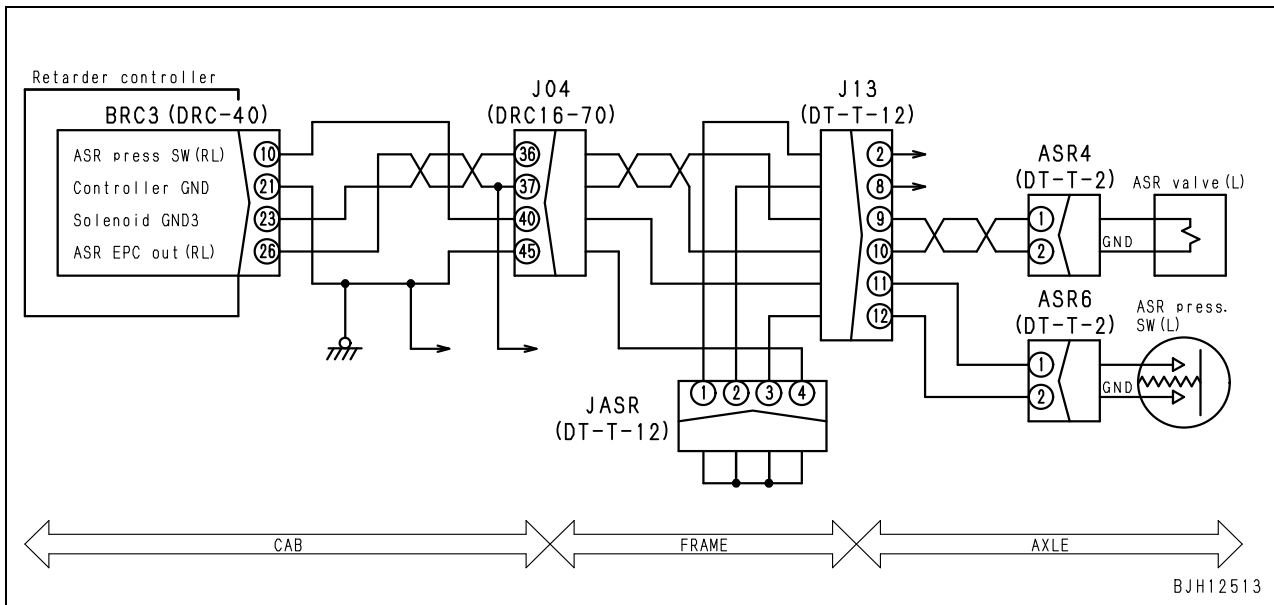 Retarder controller
BRC3 (DRC-40)
ASR press SW (RL)
Controller GND
Solenoid GND3
ASR EPC out (RL)
10
21
23
26
J04
(DRC16-70)
36
37
40
45
J13
(DT-T-12)
2
8
9
10
11
12
ASR4
(DT-T-2)
1
2
GND
ASR valve (L)
ASR6
(DT-T-2)
1
2
GND
ASR press.
SW (L)
JASR
(DT-T-12)
1 2 3 4
CAB
FRAME
AXLE
BJH12513